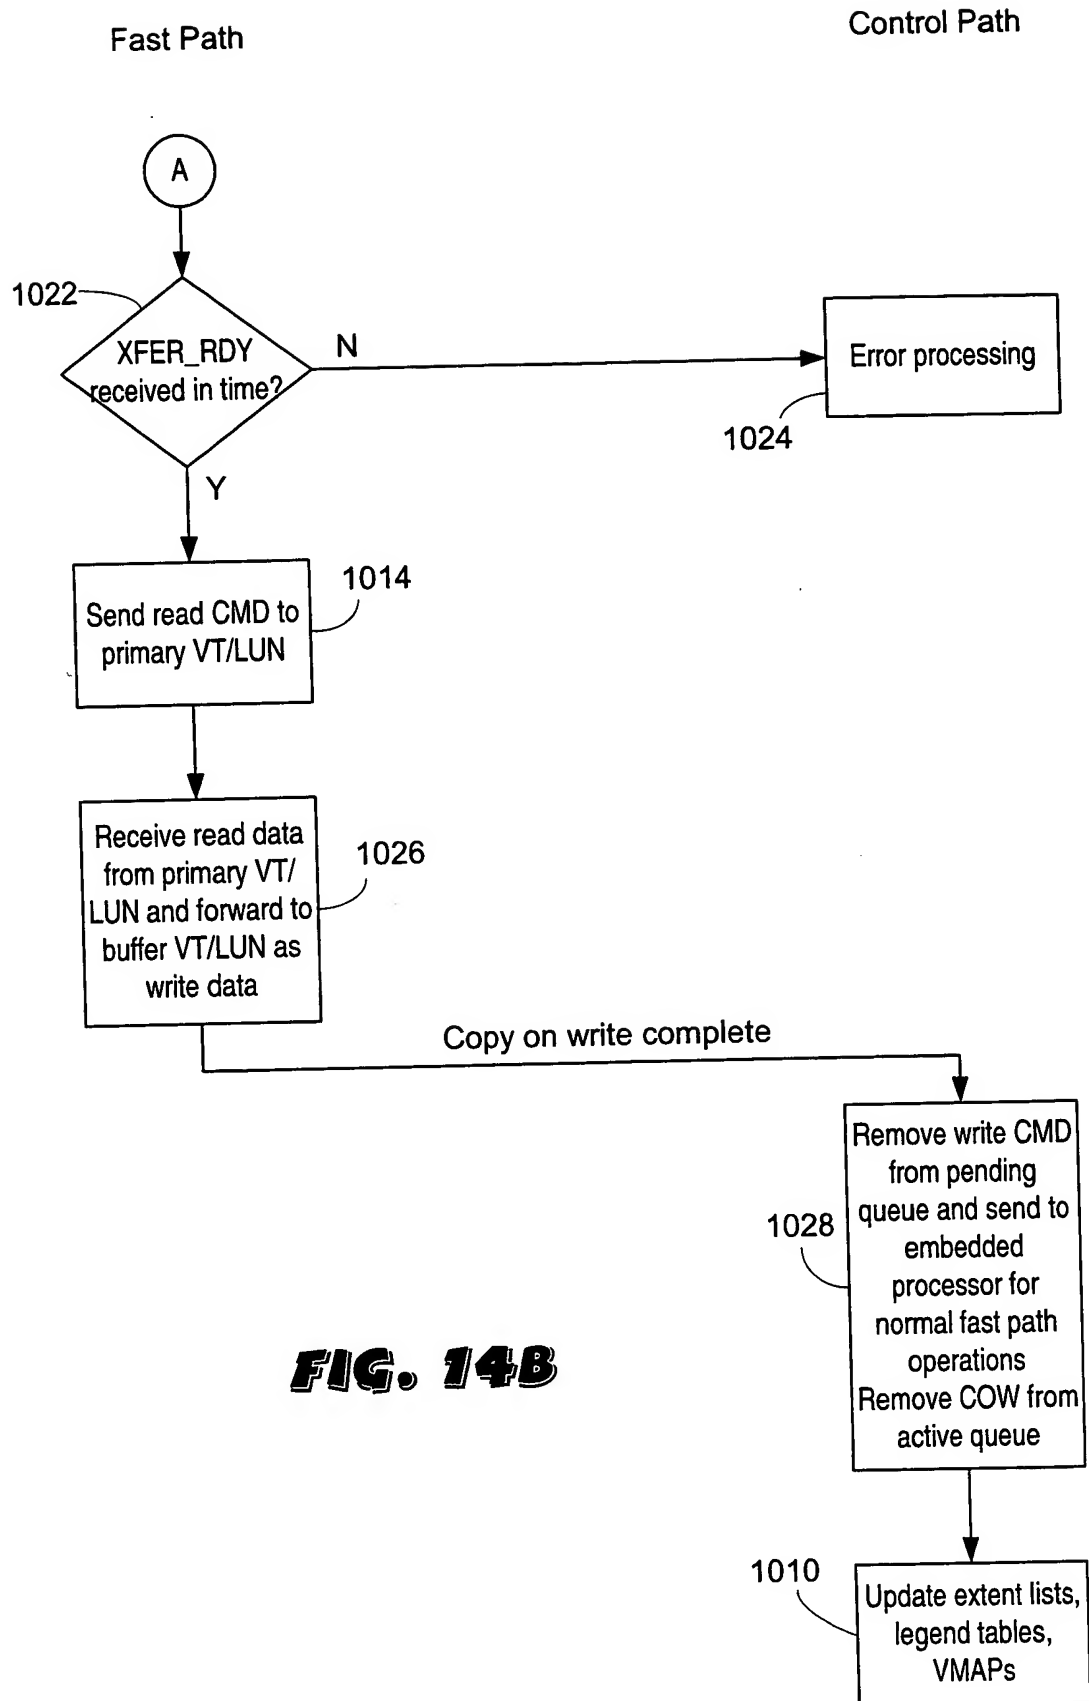 Fast Path
Control Path
A
1022
XFER_RDY
received in time?
N
Error processing
1024
Y
Send read CMD to
primary VT/LUN
1014
Receive read data
from primary VT/
LUN and forward to
buffer VT/LUN as
write data
1026
Copy on write complete
Remove write CMD
from pending
queue and send to
embedded
processor for
normal fast path
operations
Remove COW from
active queue
1028
FIG. 14B
1010
Update extent lists,
legend tables,
VMAPs